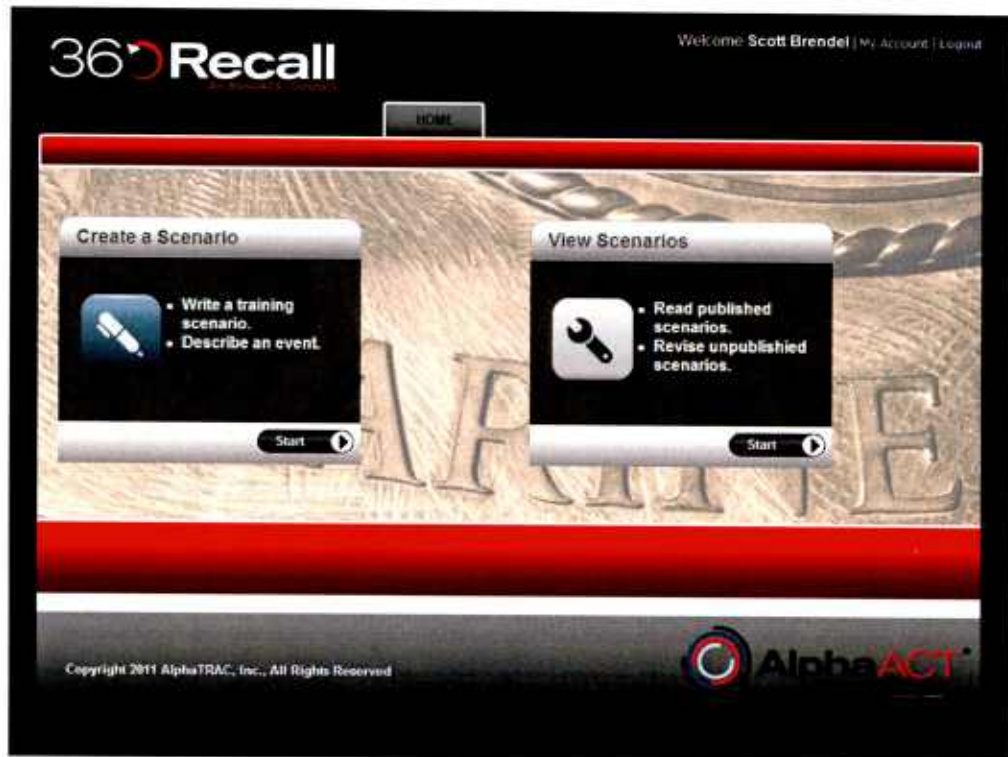 360 Recall
Welcome Scott Brendel | My Account | Logout
HOME
Create a Scenario
Write a training
scenario.
Describe an event.
Start
View Scenarios
Read published
scenarios.
Revise unpublishied
scenarios.
Start
ARINE
Copyright 2011 AlphaTRAC, Inc., All Rights Reserved
AlphaACT